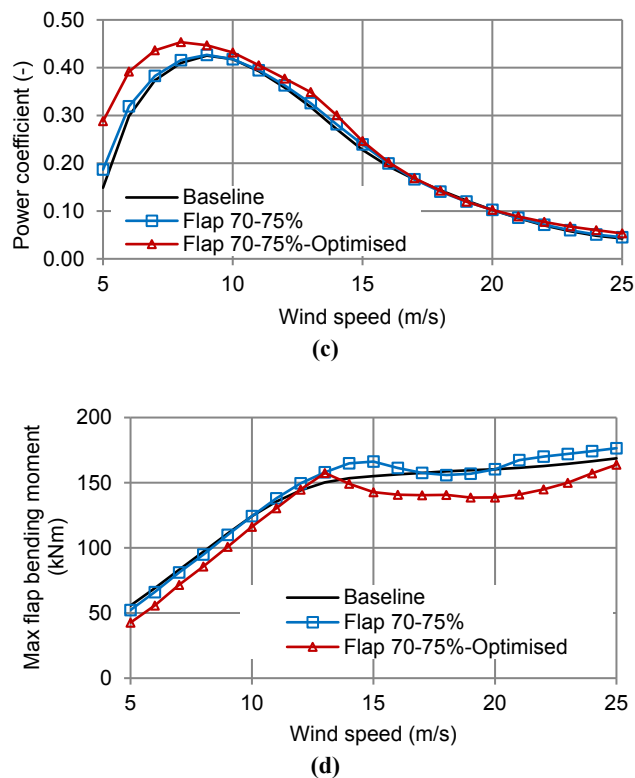 Power coefficient (-)
0.50
0.40
0.30
0.20
0.10
0.00
Baseline
Flap 70-75%
Flap 70-75%-Optimised
5
10
15
20
25
Wind speed (m/s)
(c)
Max flap bending moment
(kNm)
200
150
100
50
0
Baseline
Flap 70-75%
Flap 70-75%-Optimised
5
10
15
20
25
Wind speed (m/s)
(d)